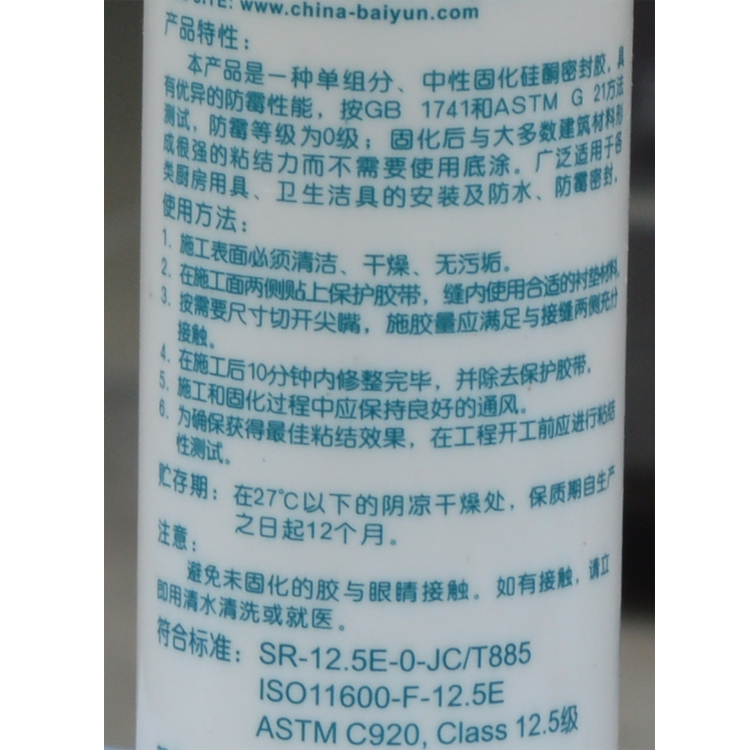 SITE: www.china-baiyun.com
产品特性：
本产品是一种单组分、中性固化硅酮密封胶，具
有优异的防霉性能，按GB 1741和ASTM G 21方法
测试，防霉等级为0级；固化后与大多数建筑材料形
成很强的粘结力而不需要使用底涂。广泛适用于各
类厨房用具、卫生洁具的安装及防水、防霉密封。
使用方法：
1. 施工表面必须清洁、干燥、无污垢。
2. 在施工面两侧贴上保护胶带，缝内使用合适的衬垫材料。
3. 按需要尺寸切开尖嘴，施胶量应满足与接缝两侧充分
接触。
4. 在施工后10分钟内修整完毕，并除去保护胶带。
5. 施工和固化过程中应保持良好的通风。
6. 为确保获得最佳粘结效果，在工程开工前应进行粘结
性测试。
贮存期：在27℃以下的阴凉干燥处，保质期自生产
之日起12个月。
注意：
避免未固化的胶与眼睛接触。如有接触，请立
即用清水清洗或就医。
符合标准：SR-12.5E-0-JC/T885
ISO11600-F-12.5E
ASTM C920, Class 12.5级